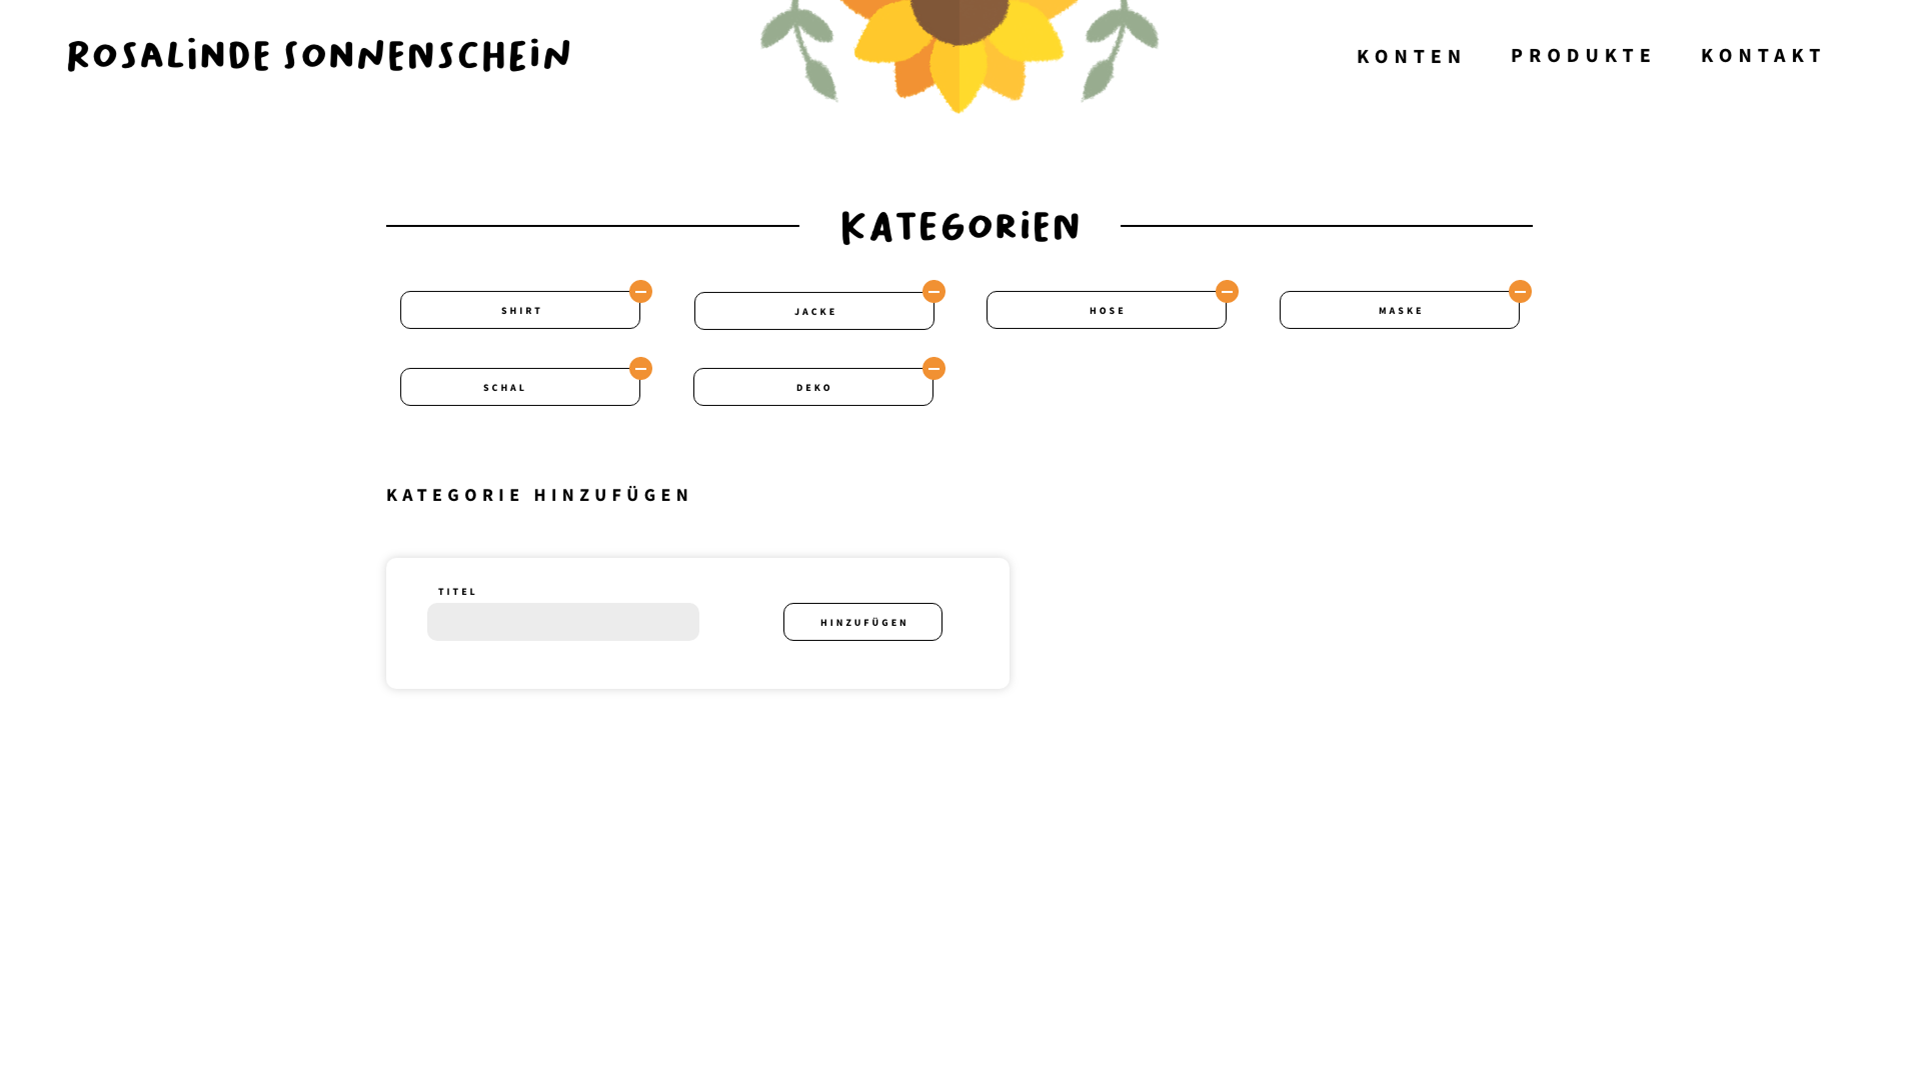 ROSALINDE SONNENSCHEIN
KONTEN PRODUKTE KONTAKT
KATEGORIEN
SHIRT JACKE HOSE MASKE
SCHAL DEKO
KATEGORIE HINZUFÜGEN
TITEL
HINZUFÜGEN